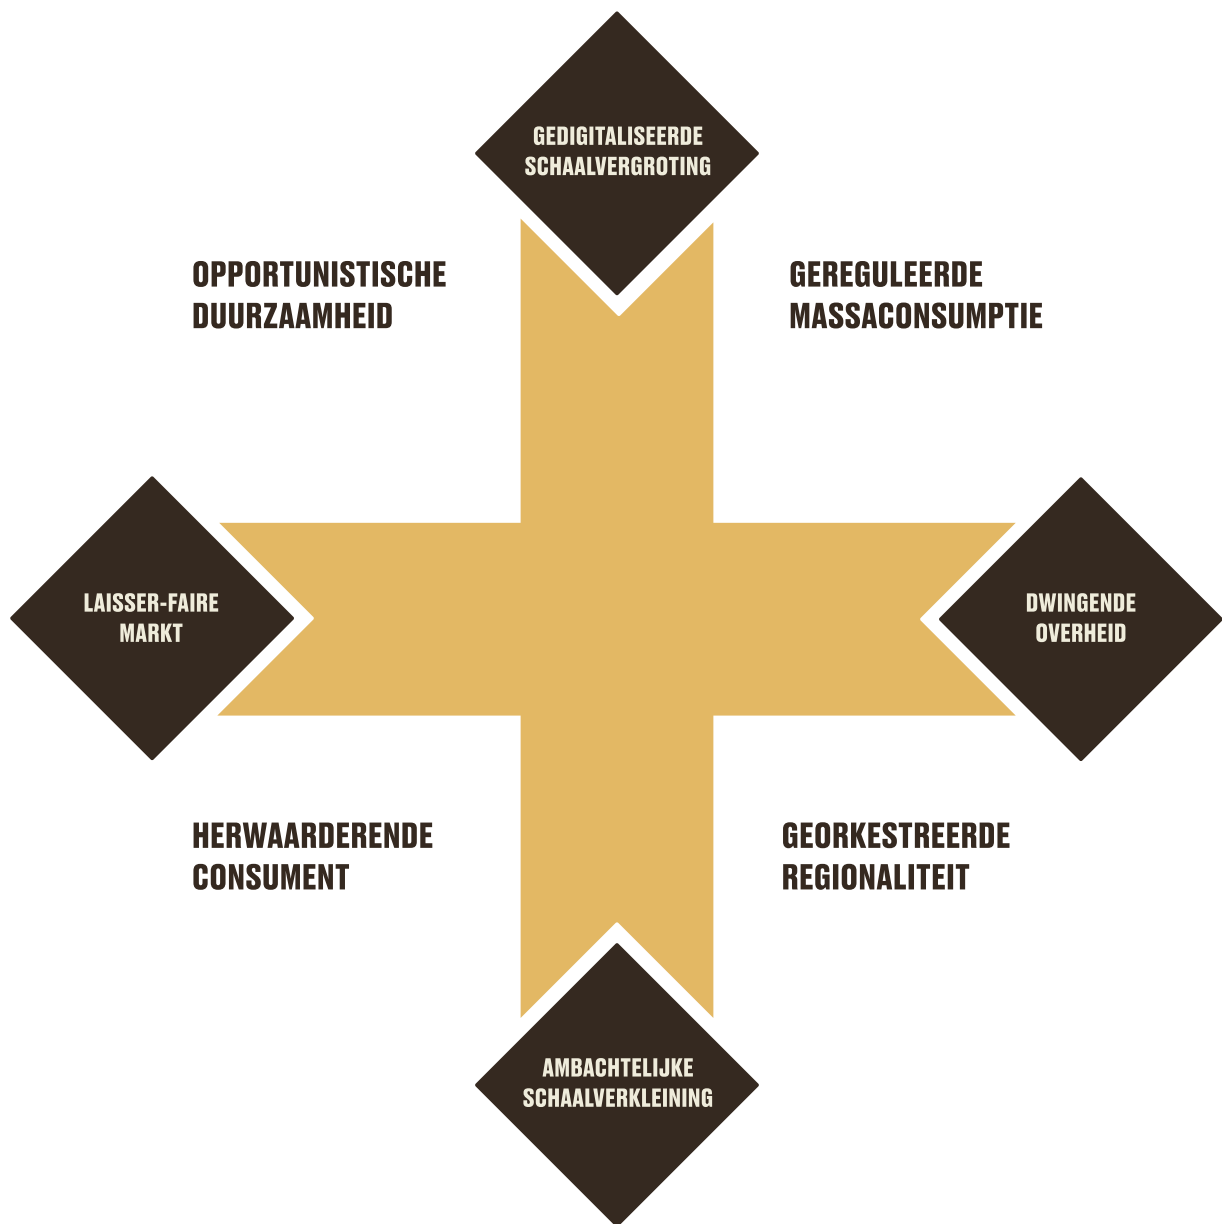 GEDIGITALISEERDE
SCHAALVERGROTING
OPPORTUNISTISCHE
DUURZAAMHEID
GEREGULEERDE
MASSACONSUMPTIE
LAISSER-FAIRE
MARKT
DWINGENDE
OVERHEID
HERWAARDERENDE
CONSUMENT
GEORKESTREERDE
REGIONALITEIT
AMBACHTELIJKE
SCHAALVERKLEINING